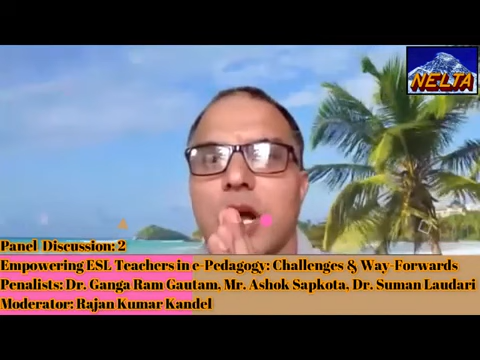 NELTA
Panel Discussion: 2
Empowering ESL Teachers in e-Pedagogy: Challenges & Way-Forwards
Penalists: Dr. Ganga Ram Gautam, Mr. Ashok Sapkota, Dr. Suman Laudari
Moderator: Rajan Kumar Kandel